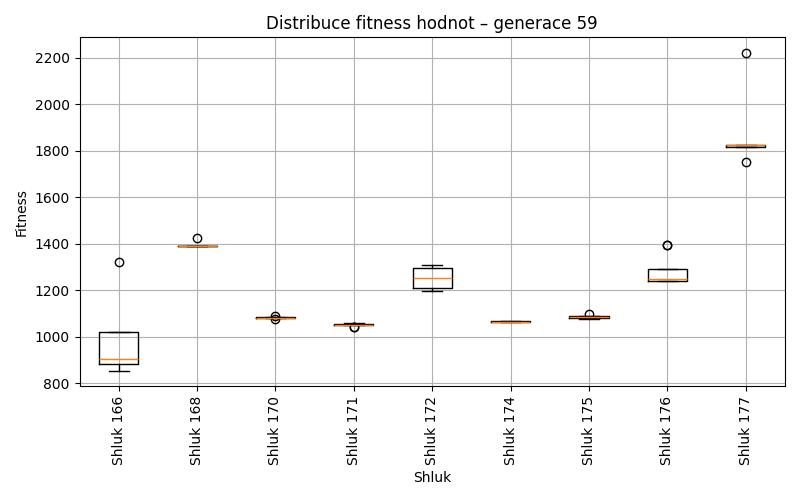 Distribuce fitness hodnot – generace 59
Fitness
2200
2000
1800
1600
1400
1200
1000
800
Shluk 166
Shluk 168
Shluk 170
Shluk 171
Shluk 172
Shluk 174
Shluk 175
Shluk 176
Shluk 177
Shluk